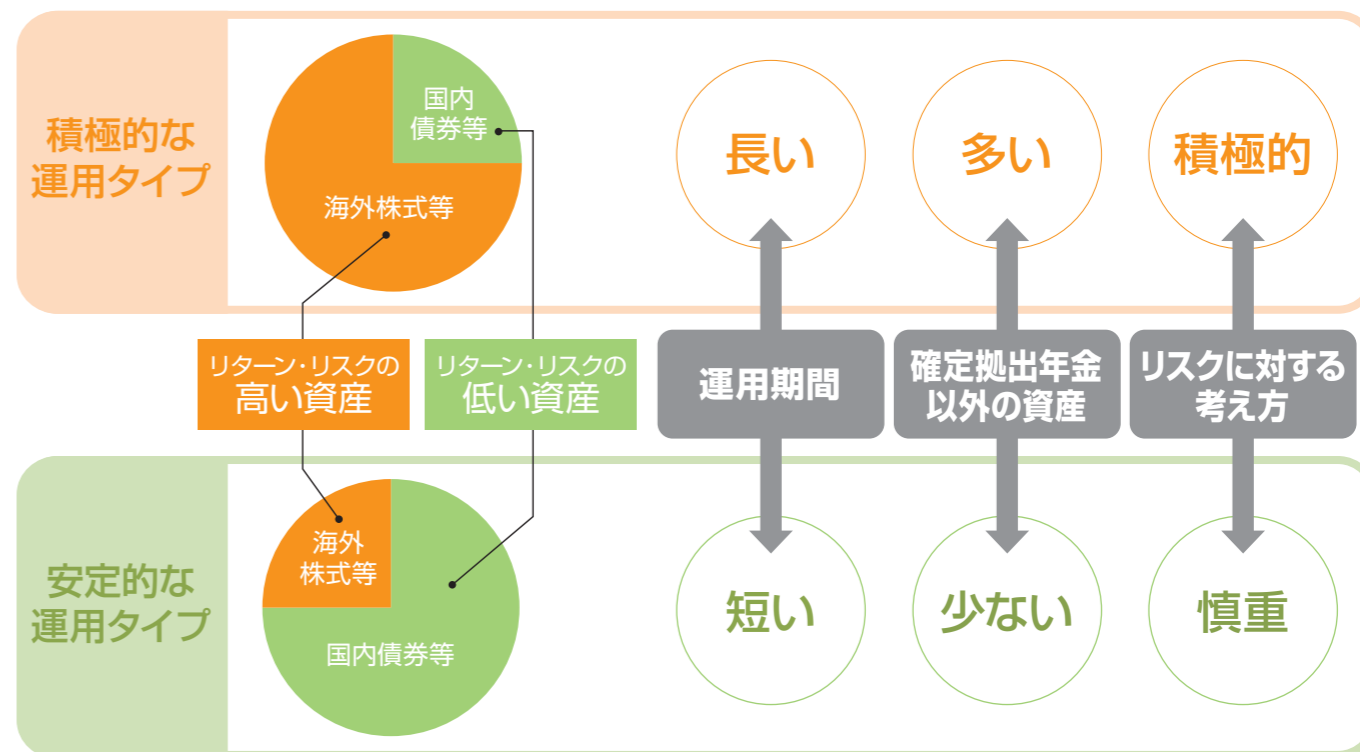 積極的な
運用タイプ
国内
債券等
海外株式等
長い
多い
積極的
リターン・リスクの
高い資産
リターン・リスクの
低い資産
運用期間
確定拠出年金
以外の資産
リスクに対する
考え方
安定的な
運用タイプ
海外
株式等
国内債券等
短い
少ない
慎重